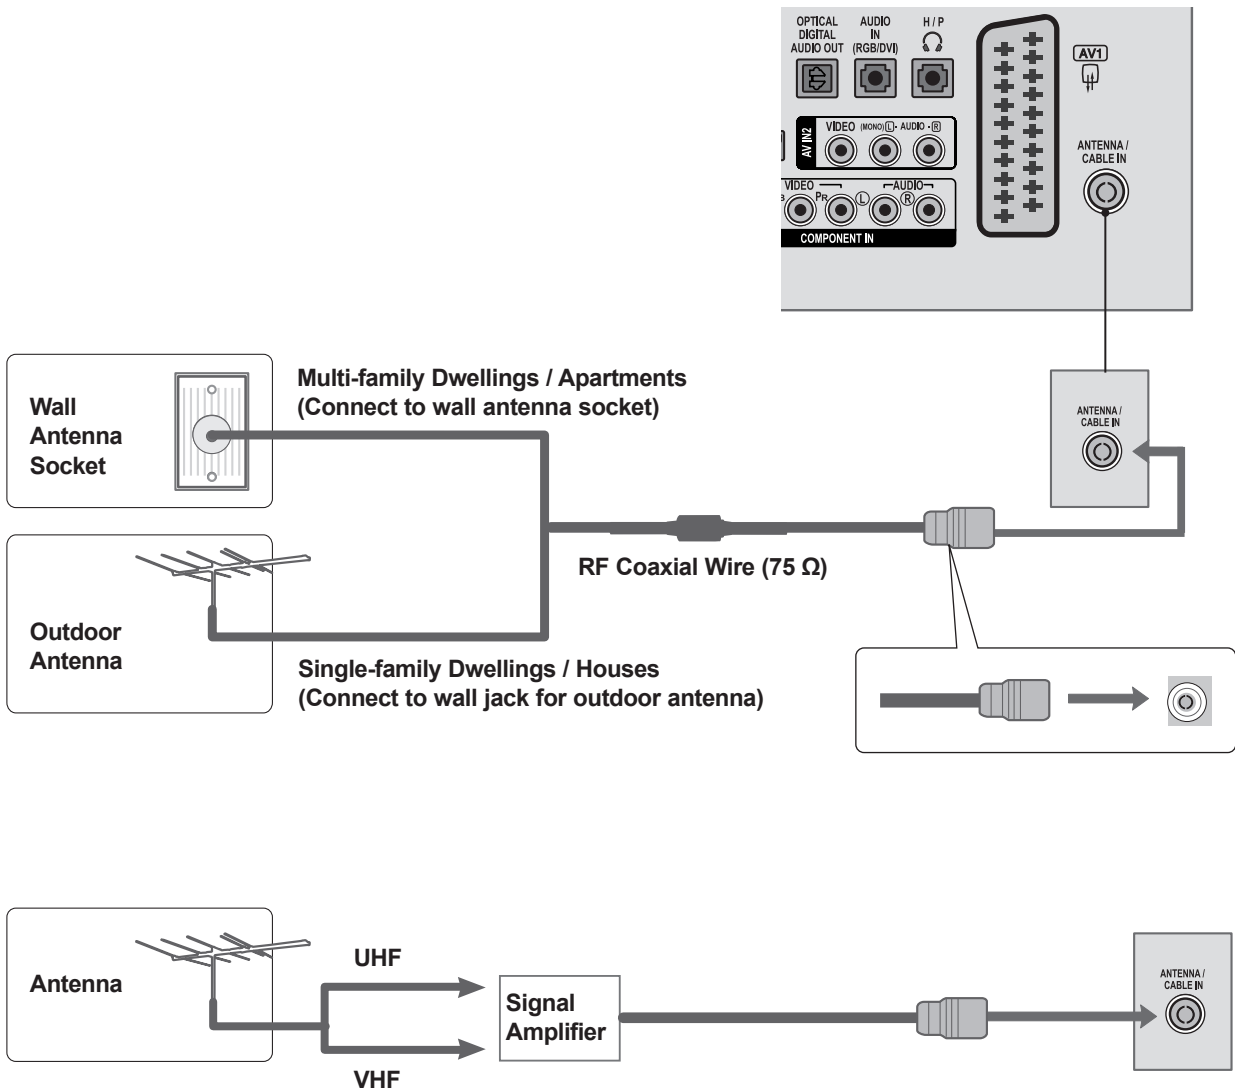 OPTICAL
DIGITAL
AUDIO OUT
AUDIO
IN
(RGB/DVI)
H / P
AV1
AV IN2
VIDEO (MONO) L - AUDIO - R
ANTENNA /
CABLE IN
VIDEO
AUDIO
B PR L R
COMPONENT IN
Wall
Antenna
Socket
Multi-family Dwellings / Apartments
(Connect to wall antenna socket)
ANTENNA /
CABLE IN
RF Coaxial Wire (75 Ω)
Outdoor
Antenna
Single-family Dwellings / Houses
(Connect to wall jack for outdoor antenna)
Antenna
UHF
VHF
Signal
Amplifier
ANTENNA /
CABLE IN